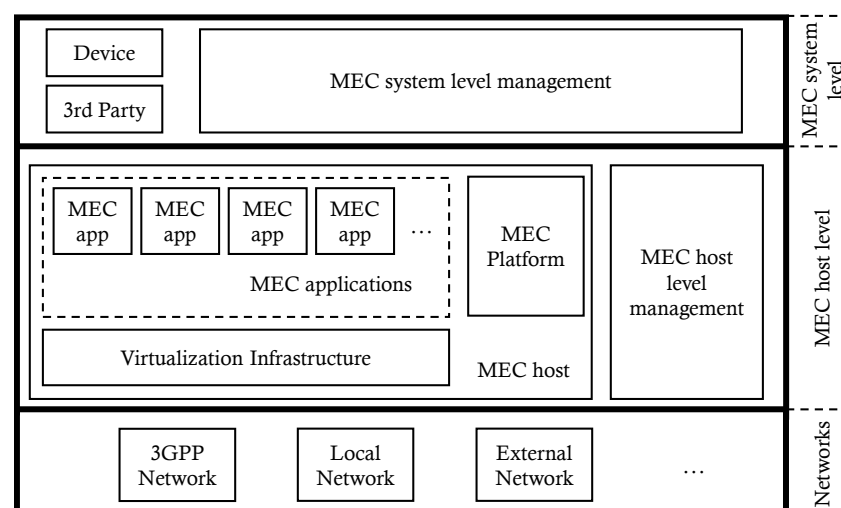 Device
3rd Party
MEC system level management
MEC system
level
MEC
app
MEC
app
MEC
app
MEC
app
...
MEC applications
MEC
Platform
Virtualization Infrastructure
MEC host
MEC host
level
management
MEC host level
3GPP
Network
Local
Network
External
Network
...
Networks